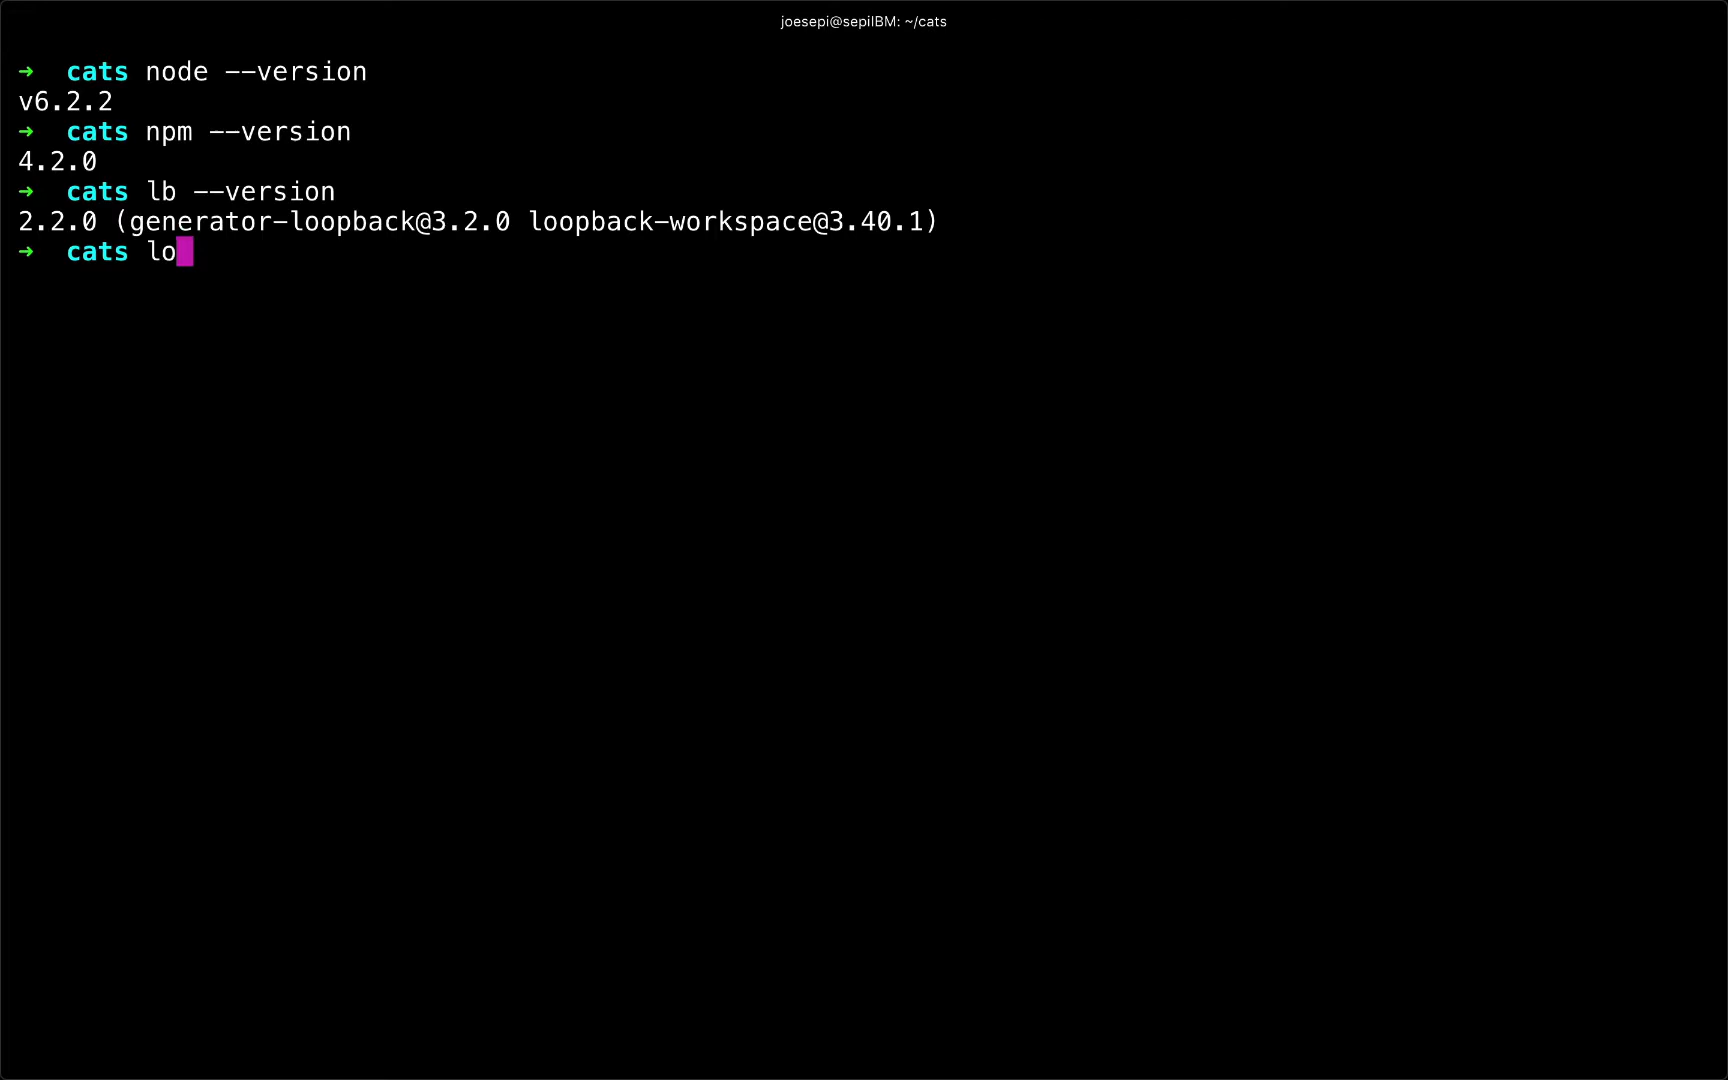 joesepi@sepiIBM: ~/cats
➜ cats node --version
v6.2.2
➜ cats npm --version
4.2.0
➜ cats lb --version
2.2.0 (generator-loopback@3.2.0 loopback-workspace@3.40.1)
➜ cats lo